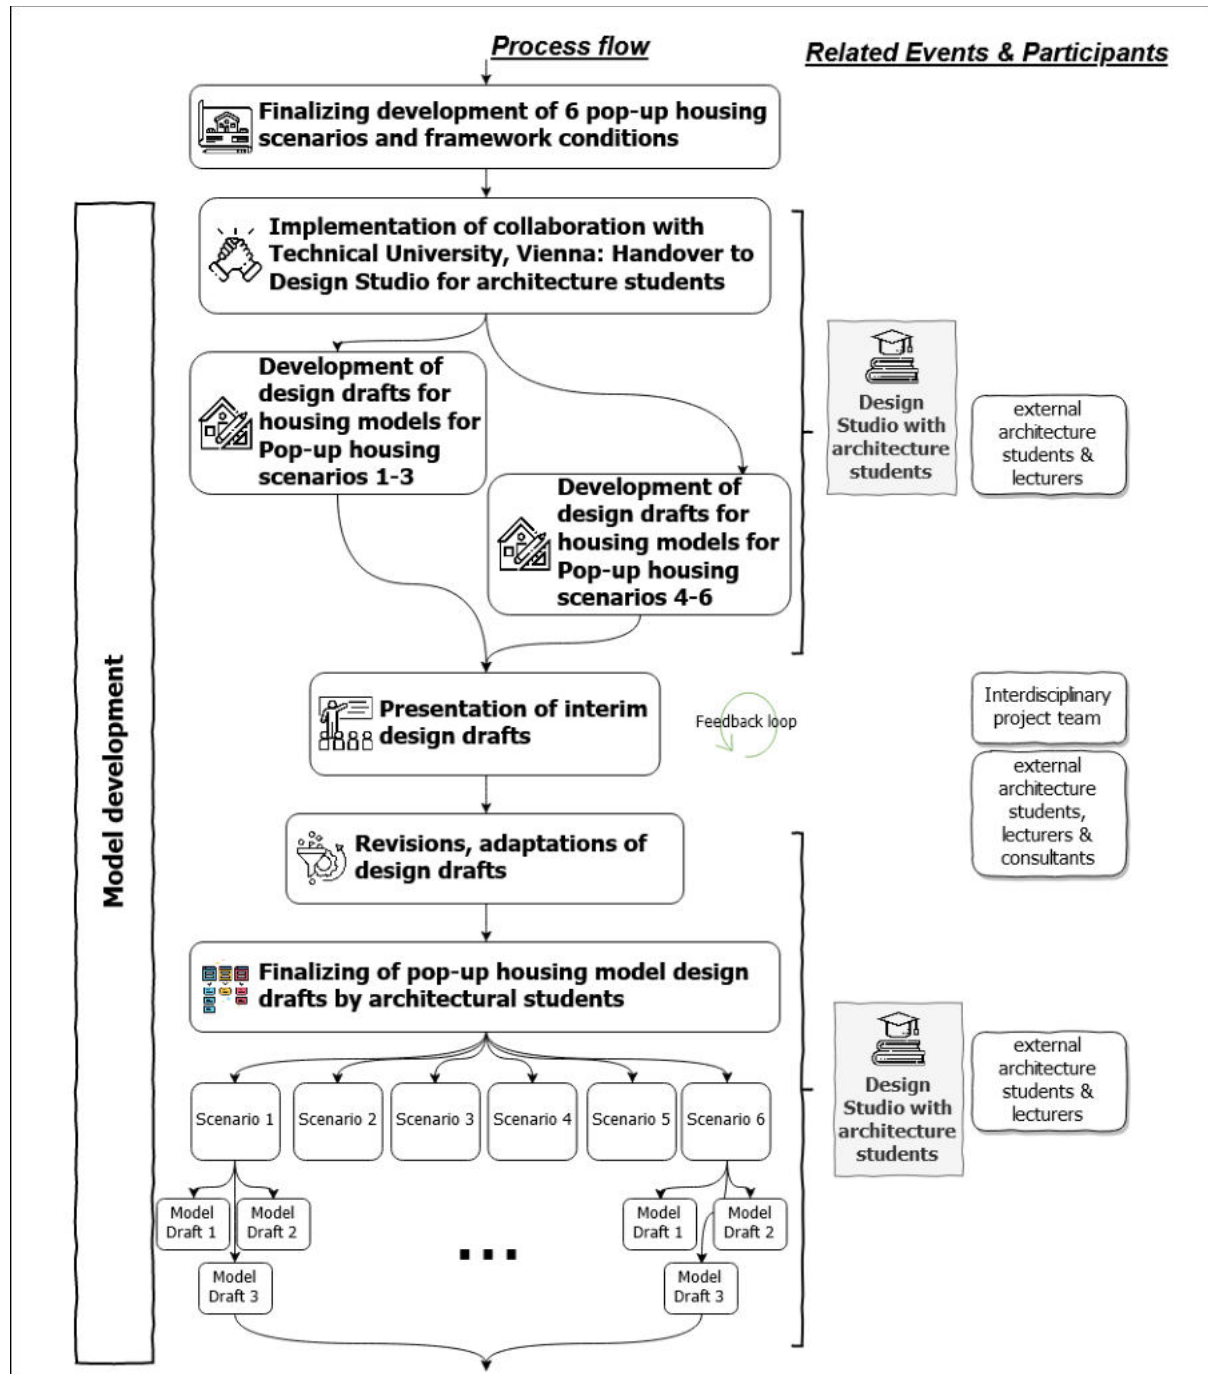 Process flow
Related Events & Participants
Finalizing development of 6 pop-up housing
scenarios and framework conditions
Implementation of collaboration with
Technical University, Vienna: Handover to
Design Studio for architecture students
Development of
design drafts for
housing models for
Pop-up housing
scenarios 1-3
Development of
design drafts for
housing models for
Pop-up housing
scenarios 4-6
Design
Studio with
architecture
students
external
architecture
students &
lecturers
Model development
Presentation of interim
design drafts
Feedback loop
Interdisciplinary
project team
external
architecture
students,
lecturers &
consultants
Revisions, adaptations of
design drafts
Finalizing of pop-up housing model design
drafts by architectural students
Design
Studio with
architecture
students
external
architecture
students &
lecturers
Scenario 1
Scenario 2
Scenario 3
Scenario 4
Scenario 5
Scenario 6
Model
Draft 1
Model
Draft 2
Model
Draft 3
...
Model
Draft 1
Model
Draft 2
Model
Draft 3